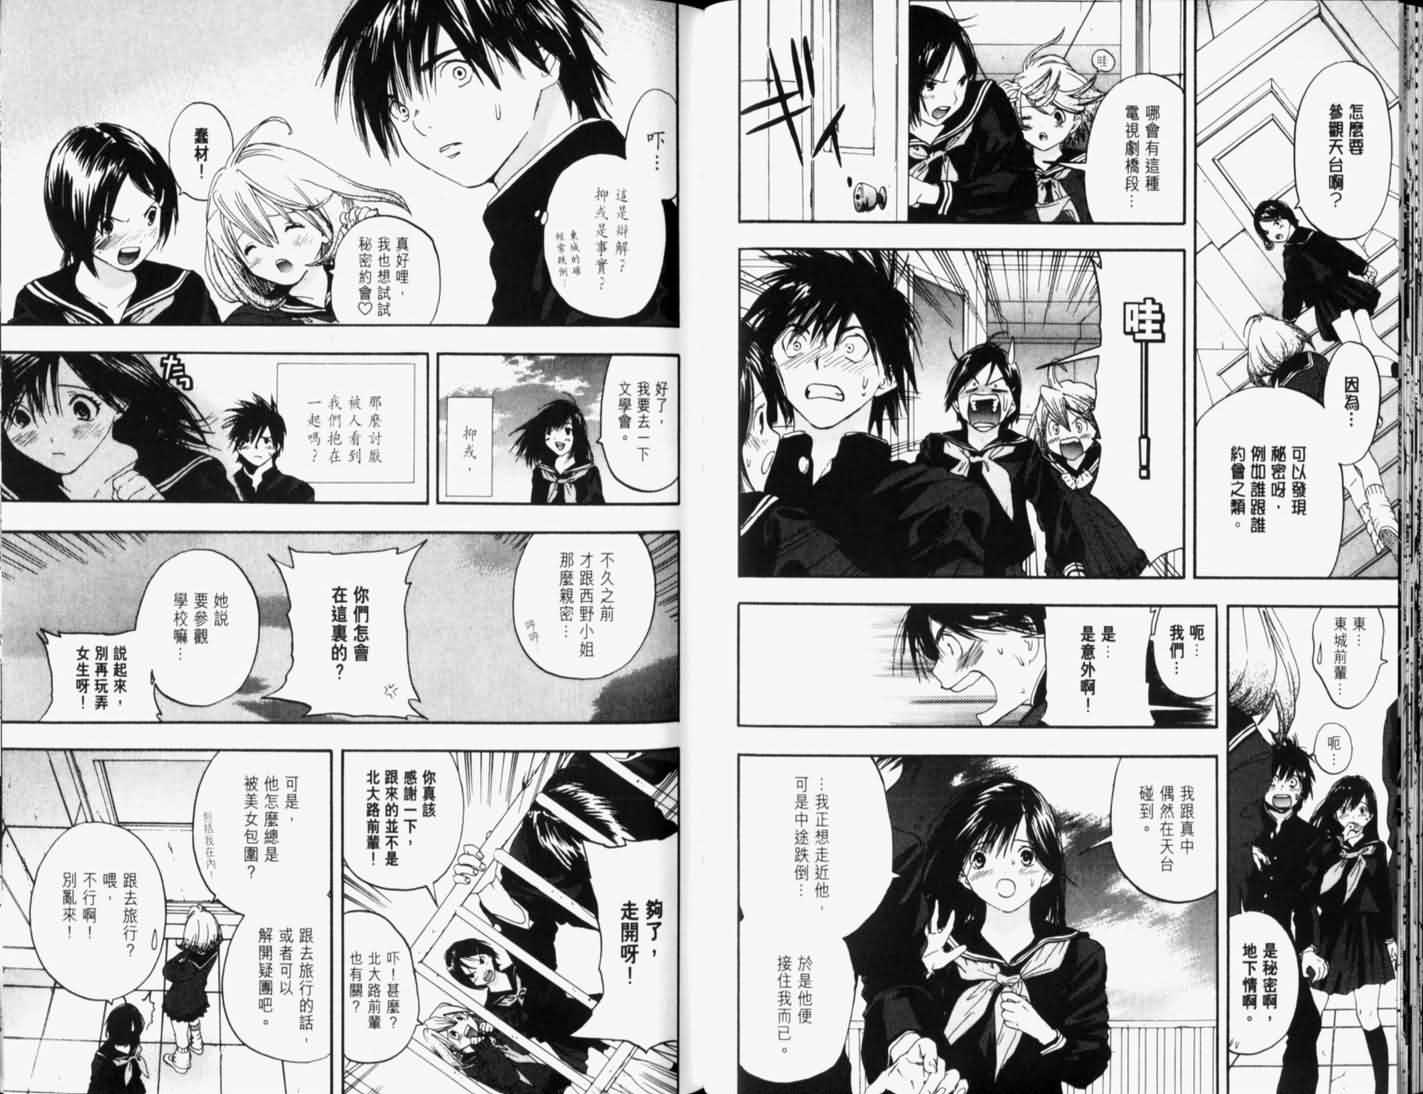 怎麼要
參觀天台啊？
因為…
可以發現
祕密呀，
例如誰跟誰
約會之類。
哇
哪會有這種
電視劇橋段…
哇——！
東…
東城前輩…
呃…
是秘密啊，
地下情啊。
呃…
我們…
是…
是意外啊！
我跟真中
偶然在天台
碰到。
…我正想走近他，
可是中途跌倒…
於是他便
接住我而已。
吓…
這是辯解？
抑或是事實？
東城的確
經常跌倒…
蠢材！
真好哩，
我也想試試
秘密約會♡
好了，
我要去一下
文學會。
抑或，
那麼討厭
被人看到
我們抱在
一起嗎？
為
不久之前
才跟西野小姐
那麼親密…
哼哼
你們怎會
在這裏的？
她說
要參觀
學校嘛…
說起來，
別再玩弄
女生呀！
夠了，
走開呀！
你真該
感謝一下，
跟來的並不是
北大路前輩！
吓！甚麼？
北大路前輩
也有關？
可是，
他怎麼總是
被美女包圍？
包括我在內！
跟去旅行的話，
或者可以
解開疑團吧。
跟去旅行？
喂，
不行啊！
別亂來！